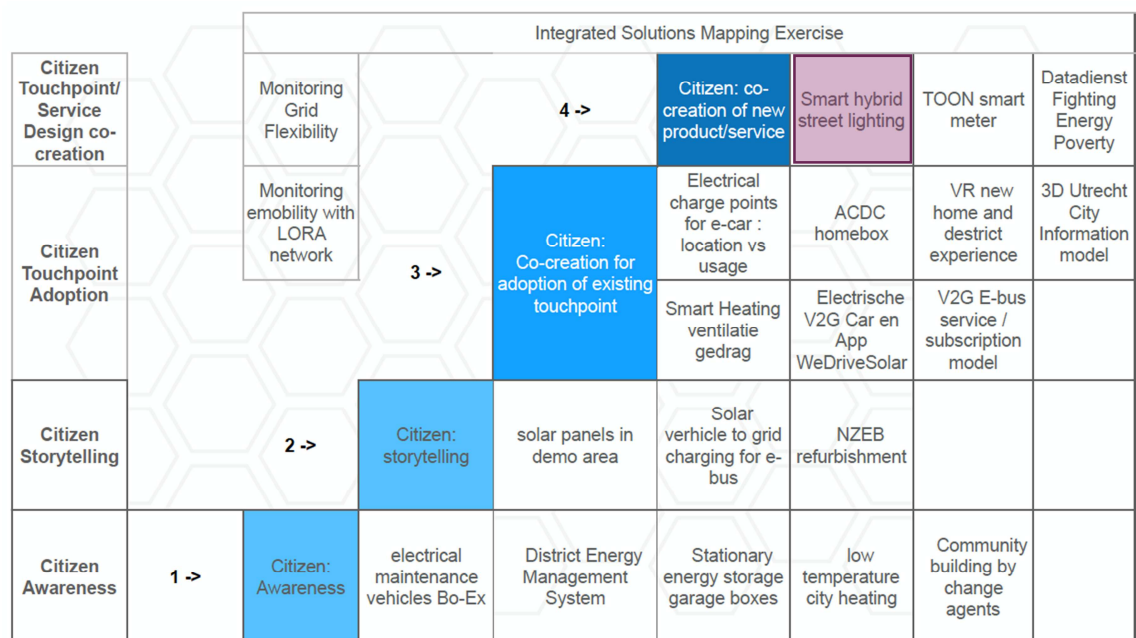 Integrated Solutions Mapping Exercise
Citizen
Touchpoint/
Service
Design co-
creation
Monitoring
Grid
Flexibility
4 ->
Citizen: co-
creation of new
product/service
Smart hybrid
street lighting
TOON smart
meter
Datadienst
Fighting
Energy
Poverty
Citizen
Touchpoint
Adoption
Monitoring
emobility with
LORA
network
3 ->
Citizen:
Co-creation for
adoption of existing
touchpoint
Electrical
charge points
for e-car :
location vs
usage
ACDC
homebox
VR new
home and
destrict
experience
3D Utrecht
City
Information
model
Smart Heating
ventilatie
gedrag
Electrische
V2G Car en
App
WeDriveSolar
V2G E-bus
service /
subscription
model
Citizen
Storytelling
2 ->
Citizen:
storytelling
solar panels in
demo area
Solar
verhicle to grid
charging for e-
bus
NZEB
refurbishment
Citizen
Awareness
1 ->
Citizen:
Awareness
electrical
maintenance
vehicles Bo-Ex
District Energy
Management
System
Stationary
energy storage
garage boxes
low
temperature
city heating
Community
building by
change
agents